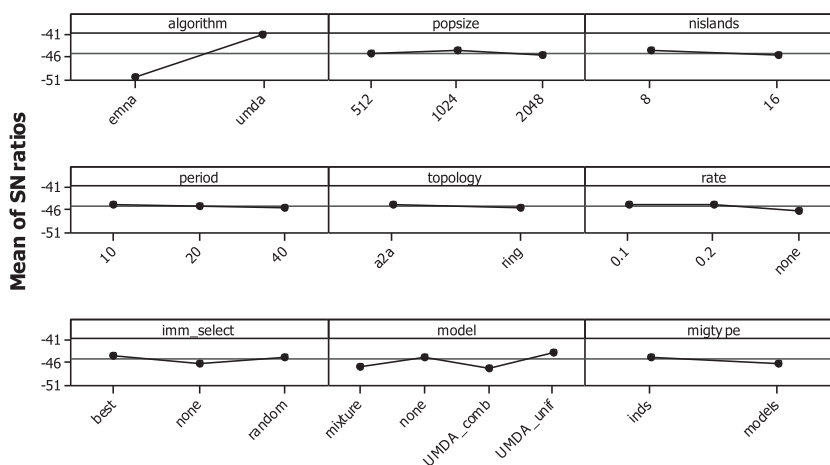 Mean of SN ratios
algorithm popsize nislands
-41
-46
-51
emna umda 512 1024 2048 8 16
period topology rate
-41
-46
-51
10 20 40 a2a ring 0.1 0.2 none
imm_select model migtype
-41
-46
-51
best none random mixture none UMDA_comb UMDA_unif inds models